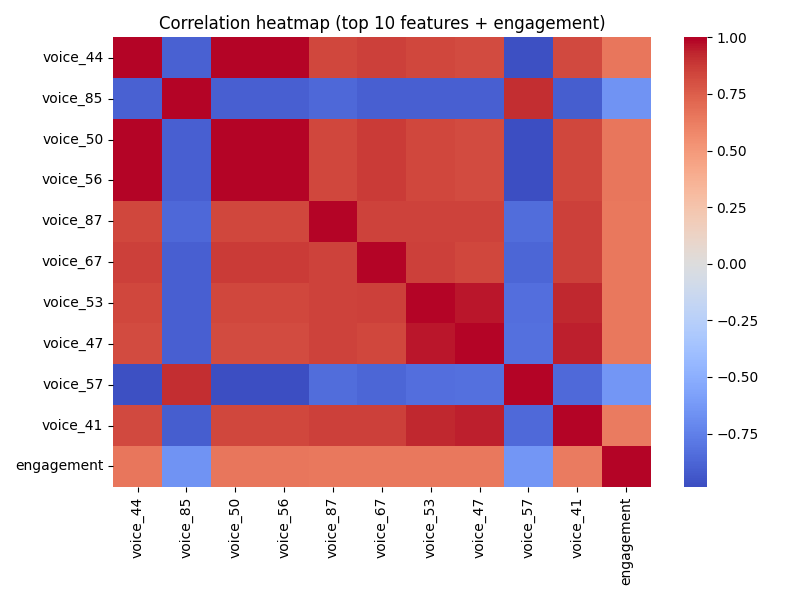 Correlation heatmap (top 10 features + engagement)
voice_44
voice_85
voice_50
voice_56
voice_87
voice_67
voice_53
voice_47
voice_57
voice_41
engagement
voice_44
voice_85
voice_50
voice_56
voice_87
voice_67
voice_53
voice_47
voice_57
voice_41
engagement
1.00
0.75
0.50
0.25
0.00
−0.25
−0.50
−0.75